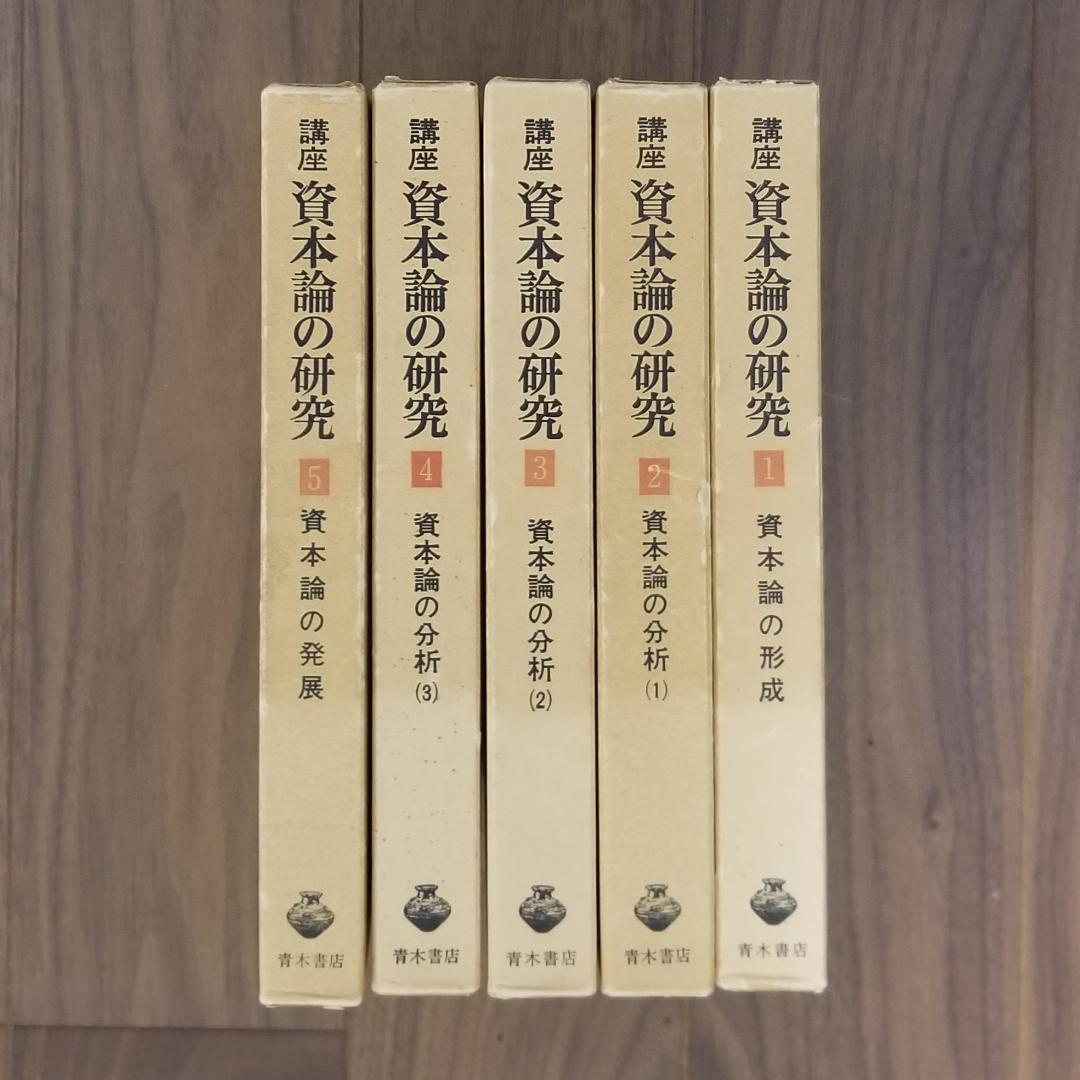 講座
資本論の研究
1
資本論の形成
青木書店
講座
資本論の研究
2
資本論の分析(1)
青木書店
講座
資本論の研究
3
資本論の分析(2)
青木書店
講座
資本論の研究
4
資本論の分析(3)
青木書店
講座
資本論の研究
5
資本論の発展
青木書店